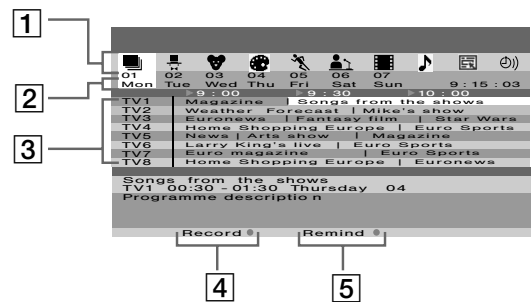 1
01 02 03 04 05 06 07
2 Mon Tue Wed Thu Fri Sat Sun 9:15:03
9:00 9:30 10:00
TV1 Magazine | Songs from the shows
TV2 Weather Forecast | Mike's show
TV3 Euronews | Fantasy film | Star Wars
TV4 Home Shopping Europe | Euro Sports
3 TV5 News | Arts show | Magazine
TV6 Larry King's live | Euro Sports
TV7 Euro magazine | Euro Sports
TV8 Home Shopping Europe | Euronews
Songs from the shows
TV1 00:30 - 01:30 Thursday 04
Programme description
Record Remind
4 5